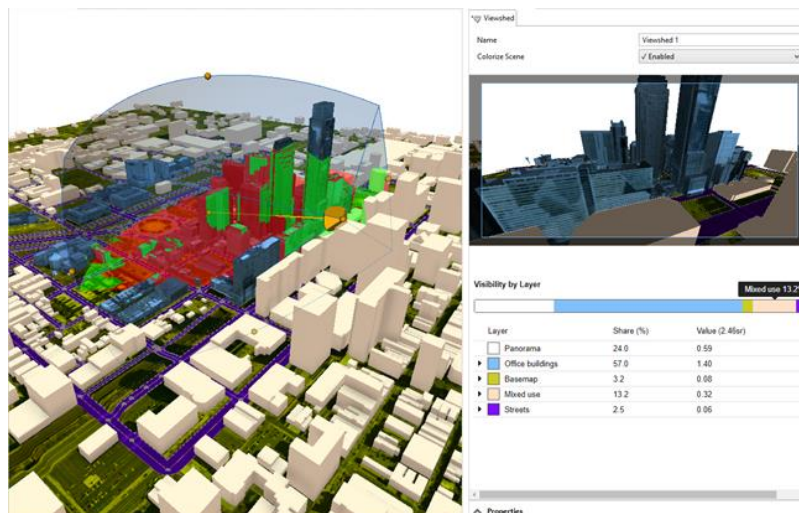 Viewshed
Name Viewshed 1
Colorize Scene ✓ Enabled
Visibility by Layer
Mixed use 13.2%
Layer Share (%) Value (2.46sr)
Panorama 24.0 0.59
Office buildings 57.0 1.40
Basemap 3.2 0.08
Mixed use 13.2 0.32
Streets 2.5 0.06
Properties